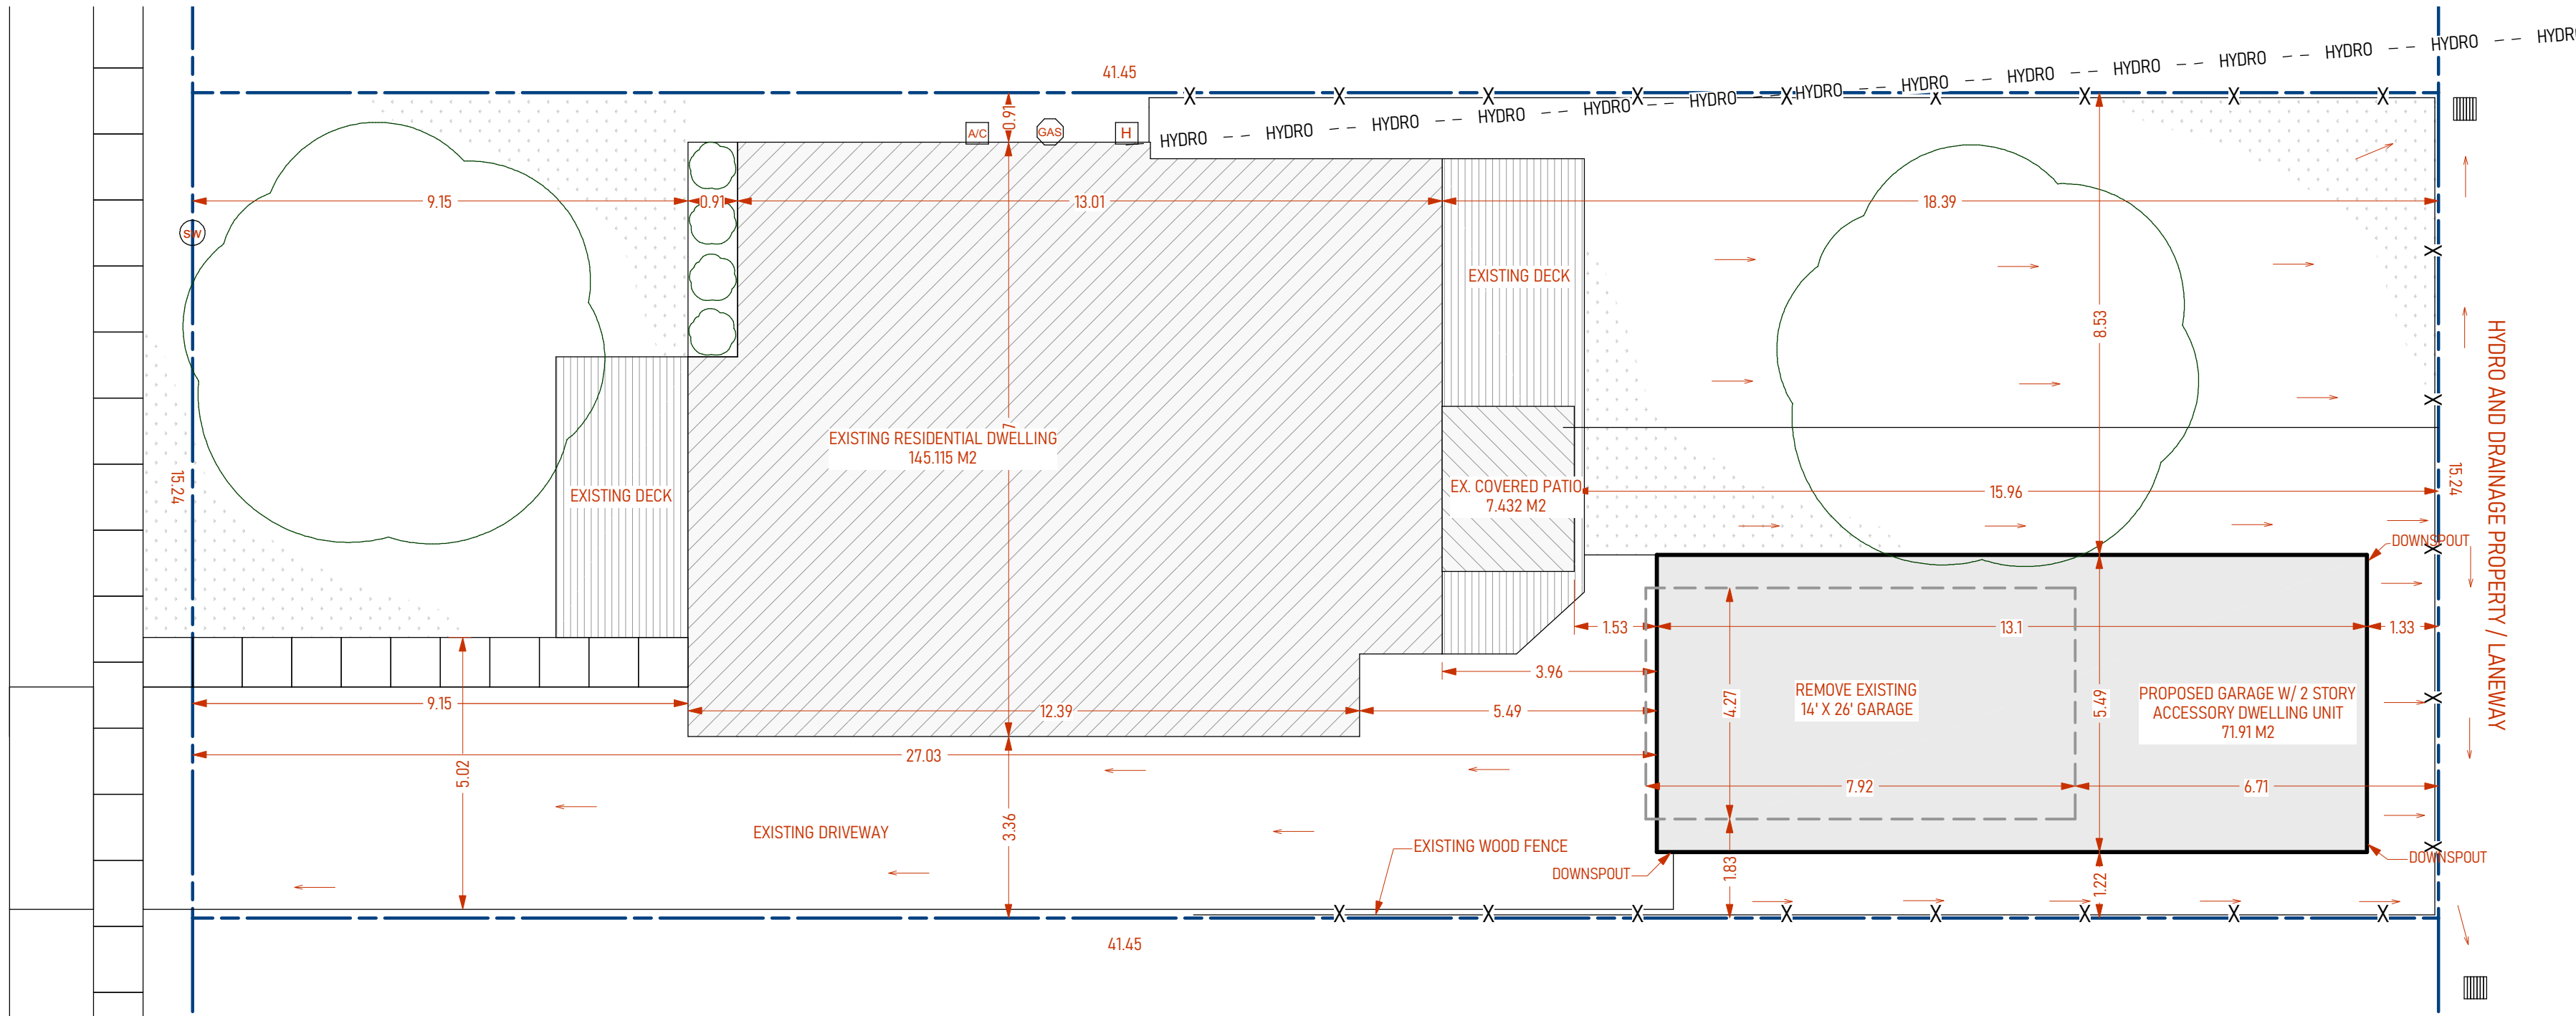 41.45
HYDRO HYDRO HYDRO HYDRO HYDRO HYDRO HYDRO HYDRO HYDRO HYDRO HYDRO HYDRO HYDRO HYDR
0.91
A/C
GAS
H
9.15
0.91
13.01
18.39
SW
EXISTING DECK
8.53
7
EXISTING RESIDENTIAL DWELLING
145.115 M2
15.24
EXISTING DECK
EX. COVERED PATIO
7.432 M2
15.96
15.24
HYDRO AND DRAINAGE PROPERTY / LANEWAY
DOWNSPOUT
1.53
13.1
1.33
3.96
9.15
12.39
5.49
4.27
REMOVE EXISTING
14' X 26' GARAGE
5.49
PROPOSED GARAGE W/ 2 STORY
ACCESSORY DWELLING UNIT
71.91 M2
27.03
5.02
7.92
6.71
EXISTING DRIVEWAY
3.36
EXISTING WOOD FENCE
DOWNSPOUT
1.83
1.22
DOWNSPOUT
41.45